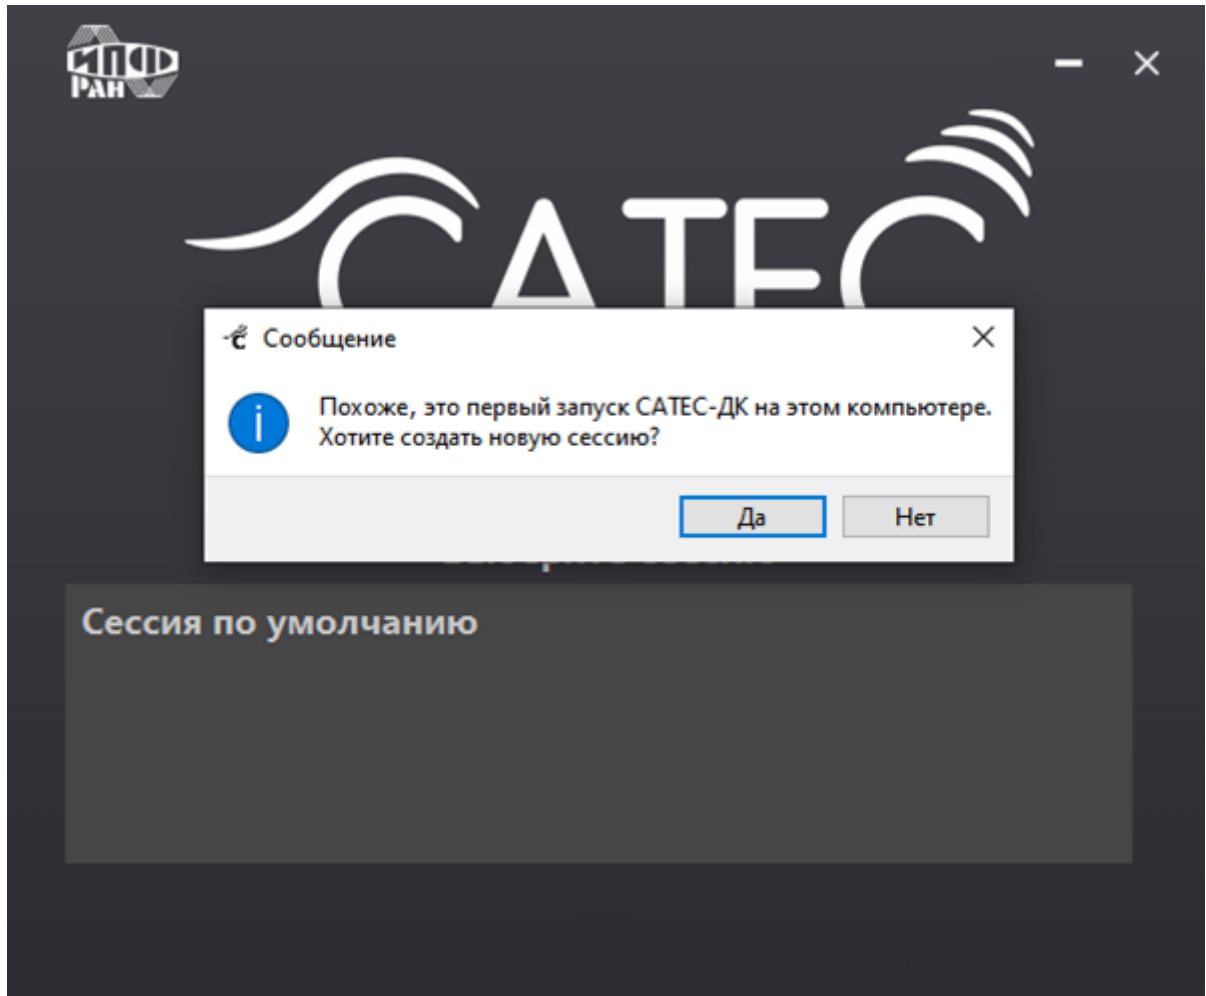 ИПФ
РАН
САТЕС
Сообщение
Похоже, это первый запуск САТЕС-ДК на этом компьютере.
Хотите создать новую сессию?
Да Нет
Сессия по умолчанию